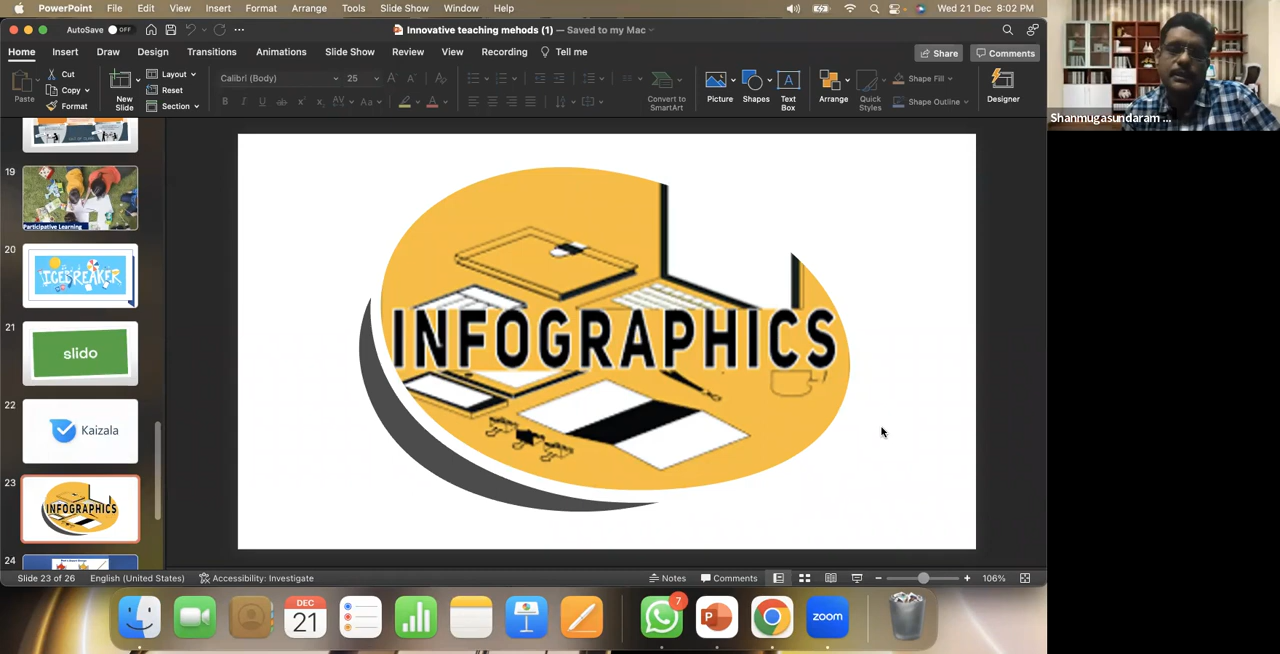 PowerPoint File Edit View Insert Format Arrange Tools Slide Show Window Help Wed 21 Dec 8:02 PM
AutoSave OFF Innovative teaching mehods (1) — Saved to my Mac
Home Insert Draw Design Transitions Animations Slide Show Review View Recording Tell me Share Comments
Paste Cut Copy Format
New Slide Layout Reset Section
Calibri (Body) 25
Convert to SmartArt
Picture Shapes Text Box Arrange Quick Styles Shape Fill Shape Outline Designer
Shanmugasundaram ...
19
Participative Learning
20
ICEBREAKER
21
slido
22
Kaizala
23
INFOGRAPHICS
24
INFOGRAPHICS
Slide 23 of 26 English (United States) Accessibility: Investigate Notes Comments 106%
DEC
21
7
zoom